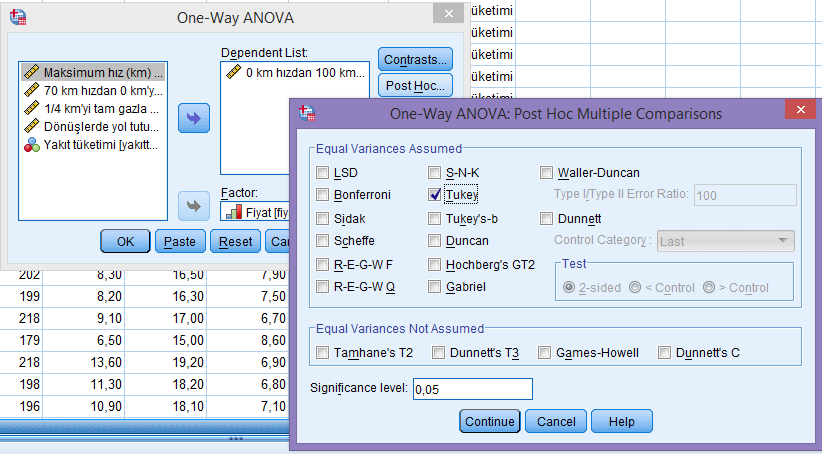 One-Way ANOVA
Dependent List:
Maksimum hız (km) ...
70 km hızdan 0 km'y...
1/4 km'yi tam gazla ...
Dönüşlerde yol tutu...
Yakıt tüketimi [yakıtt...
0 km hızdan 100 km...
Contrasts...
Post Hoc...
Factor:
Fiyat [fiy
OK
Paste
Reset
Can
üketimi
üketimi
üketimi
üketimi
202 8,30 16,50 7,90
199 8,20 16,30 7,50
218 9,10 17,00 6,70
179 6,50 15,00 8,60
218 13,60 19,20 6,90
198 11,30 18,20 6,80
196 10,90 18,10 7,10
One-Way ANOVA: Post Hoc Multiple Comparisons
Equal Variances Assumed
LSD S-N-K Waller-Duncan
Bonferroni Tukey Type I/Type II Error Ratio: 100
Sidak Tukey's-b Dunnett
Scheffe Duncan Control Category : Last
R-E-G-W F Hochberg's GT2 Test
R-E-G-W Q Gabriel 2-sided < Control > Control
Equal Variances Not Assumed
Tamhane's T2 Dunnett's T3 Games-Howell Dunnett's C
Significance level: 0,05
Continue Cancel Help